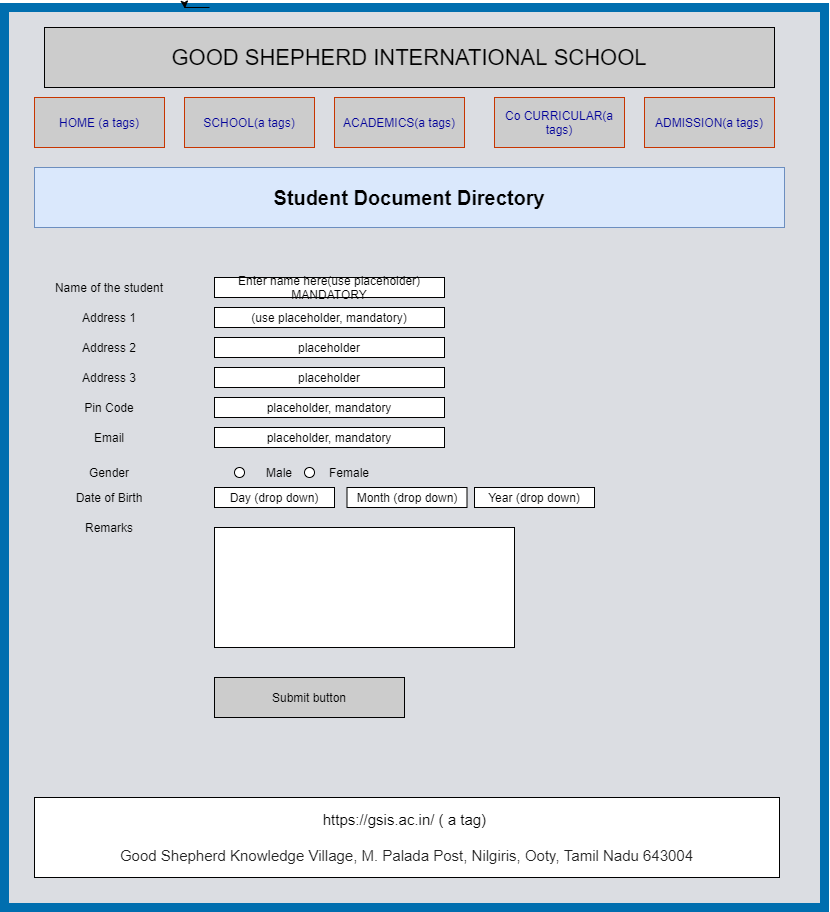 GOOD SHEPHERD INTERNATIONAL SCHOOL
HOME (a tags)
SCHOOL(a tags)
ACADEMICS(a tags)
Co CURRICULAR(a
tags)
ADMISSION(a tags)
Student Document Directory
Name of the student
Enter name here(use placeholder)
MANDATORY
Address 1
(use placeholder, mandatory)
Address 2
placeholder
Address 3
placeholder
Pin Code
placeholder, mandatory
Email
placeholder, mandatory
Gender
Male
Female
Date of Birth
Day (drop down)
Month (drop down)
Year (drop down)
Remarks
Submit button
https://gsis.ac.in/ ( a tag)
Good Shepherd Knowledge Village, M. Palada Post, Nilgiris, Ooty, Tamil Nadu 643004